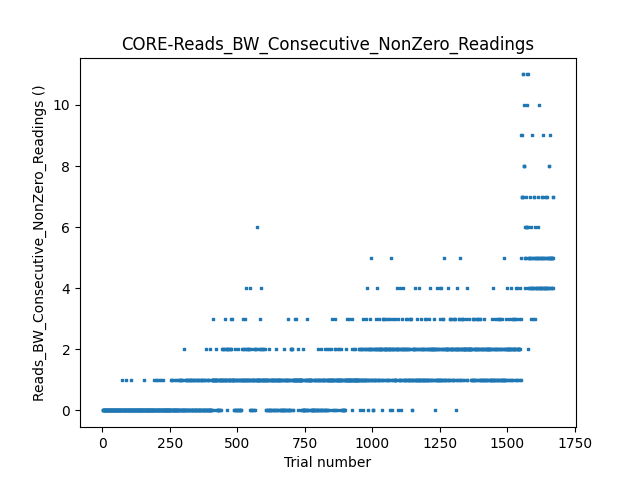 CORE-Reads_BW_Consecutive_NonZero_Readings
Reads_BW_Consecutive_NonZero_Readings ()
10
8
6
4
2
0
0 250 500 750 1000 1250 1500 1750
Trial number